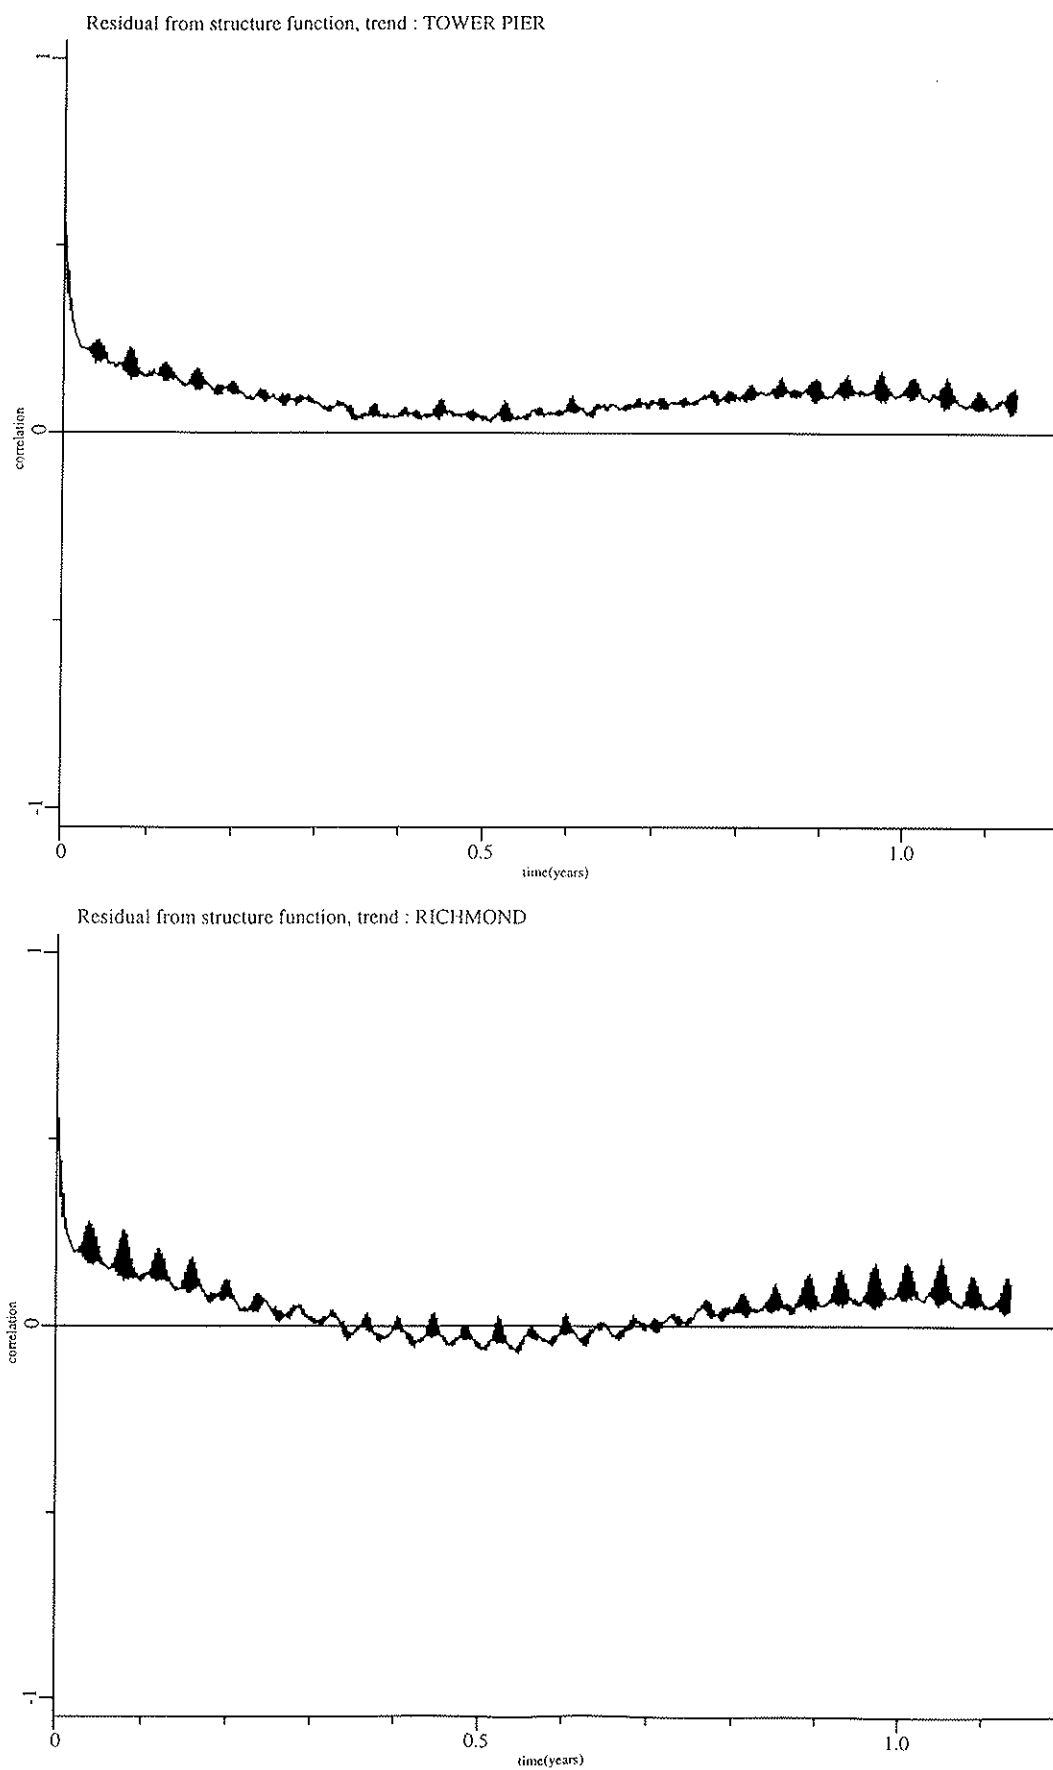 Residual from structure function, trend : TOWER PIER
1
0
correlation
-1
0
0.5
1.0
time(years)
Residual from structure function, trend : RICHMOND
1
0
correlation
-1
0
0.5
1.0
time(years)